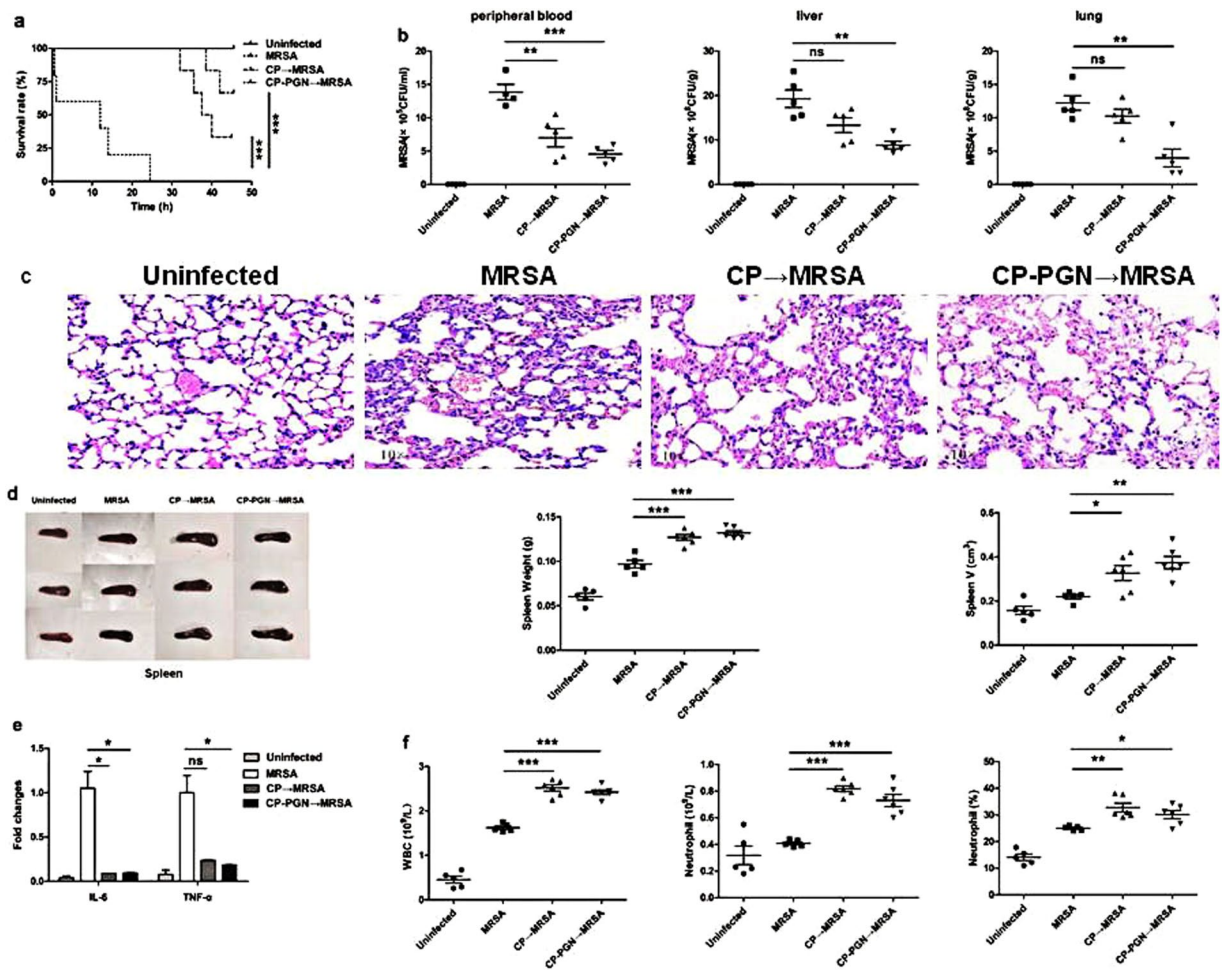 a
Survival rate (%)
100
50
0
0 10 20 30 40 50
Time (h)
Uninfected
MRSA
CP→MRSA
CP-PGN→MRSA
***
***
b
peripheral blood
MRSA(× 10⁵CFU/ml)
20
15
10
5
0
***
**
Uninfected
MRSA
CP→MRSA
CP-PGN→MRSA
liver
30
20
10
0
**
ns
Uninfected
MRSA
CP→MRSA
CP-PGN→MRSA
lung
20
15
10
5
0
**
ns
Uninfected
MRSA
CP→MRSA
CP-PGN→MRSA
c
Uninfected
MRSA
CP→MRSA
CP-PGN→MRSA
10×
10
10×
d
Uninfected MRSA CP→MRSA CP-PGN→MRSA
Spleen
Spleen Weight (g)
0.15
0.10
0.05
0.00
***
***
Uninfected
MRSA
CP→MRSA
CP-PGN→MRSA
Spleen V (cm³)
0.6
0.4
0.2
0.0
**
*
Uninfected
MRSA
CP→MRSA
CP-PGN→MRSA
e
Fold changes
1.5
1.0
0.5
0.0
*
*
*
ns
IL-6 TNF-α
Uninfected
MRSA
CP→MRSA
CP-PGN→MRSA
f
WBC (10⁹/L)
3
2
1
0
***
***
Uninfected
MRSA
CP→MRSA
CP-PGN→MRSA
Neutrophil (10⁹/L)
1.0
0.8
0.6
0.4
0.2
0.0
***
***
Uninfected
MRSA
CP→MRSA
CP-PGN→MRSA
Neutrophil (%)
50
40
30
20
10
0
*
**
Uninfected
MRSA
CP→MRSA
CP-PGN→MRSA